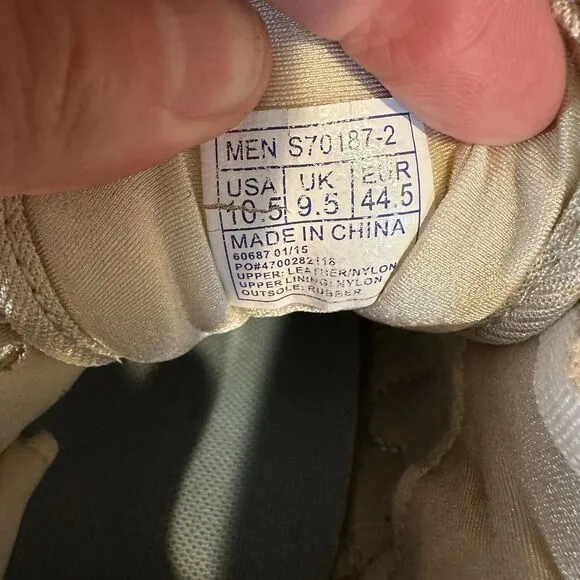 MEN S70187-2
USA UK EUR
10.5 9.5 44.5
MADE IN CHINA
60687 01/15
PO#4700282118
UPPER: LEATHER/NYLON
UPPER LINING: NYLON
OUTSOLE: RUBBER